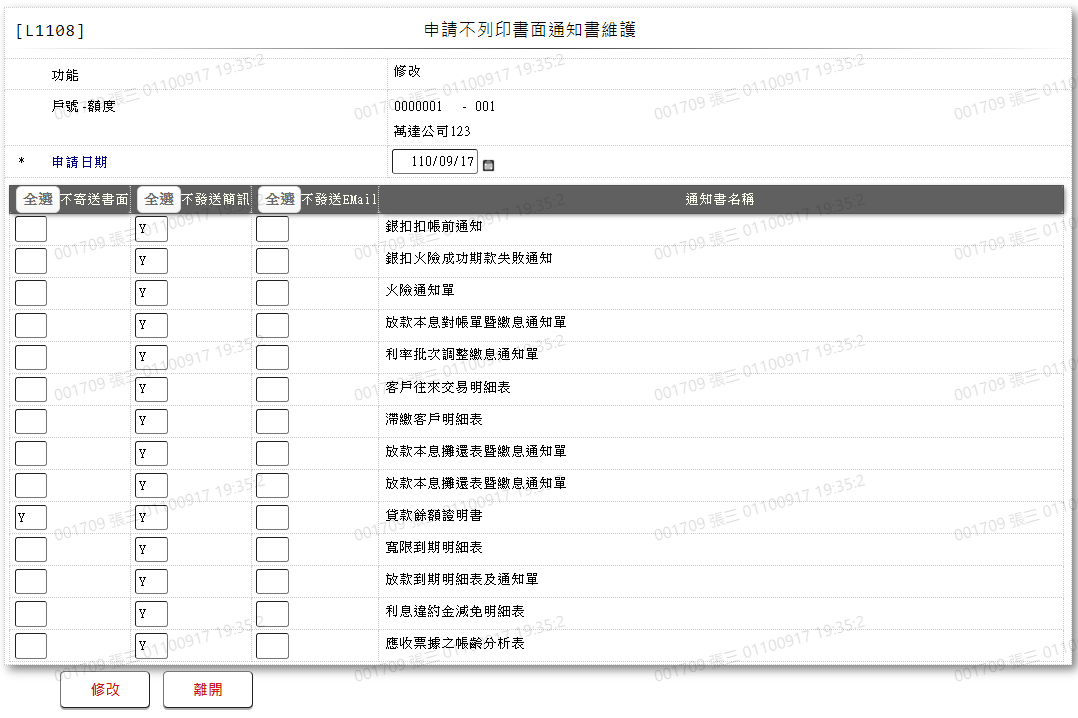 [L1108] 申請不列印書面通知書維護
功能 修改
戶號-額度 0000001 - 001
萬達公司123
* 申請日期 110/09/17
全選 不寄送書面 全選 不發送簡訊 全選 不發送EMail 通知書名稱
Y 銀扣扣帳前通知
Y 銀扣火險成功期款失敗通知
Y 火險通知單
Y 放款本息對帳單暨繳息通知單
Y 利率批次調整繳息通知單
Y 客戶往來交易明細表
Y 滯繳客戶明細表
Y 放款本息攤還表暨繳息通知單
Y 放款本息攤還表暨繳息通知單
Y Y 貸款餘額證明書
Y 寬限到期明細表
Y 放款到期明細表及通知單
Y 利息違約金減免明細表
Y 應收票據之帳齡分析表
修改 離開
001709 張三 01100917 19:35:2